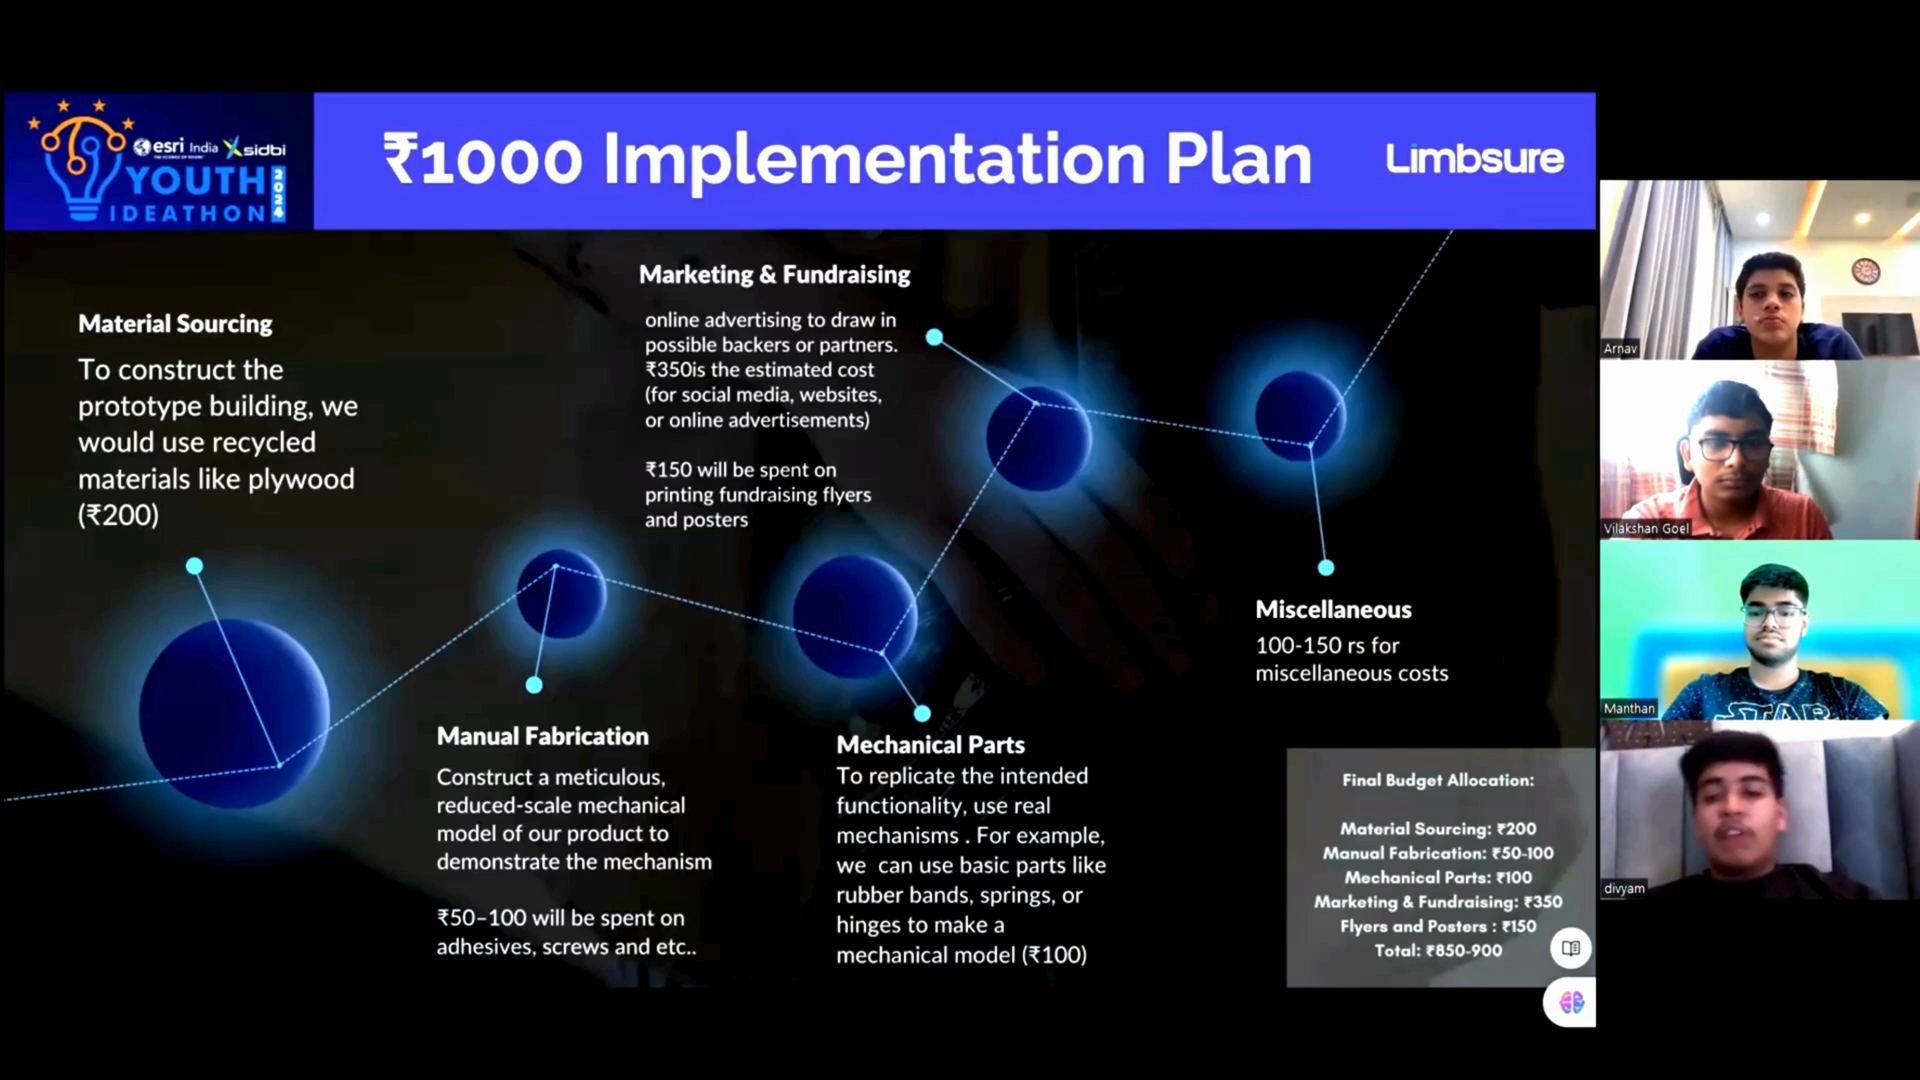 esri India sidbi
THE SCIENCE OF WHERE
YOUTH
IDEATHON
2024
₹1000 Implementation Plan
Limbsure
Material Sourcing
To construct the
prototype building, we
would use recycled
materials like plywood
(₹200)
Manual Fabrication
Construct a meticulous,
reduced-scale mechanical
model of our product to
demonstrate the mechanism
₹50–100 will be spent on
adhesives, screws and etc..
Marketing & Fundraising
online advertising to draw in
possible backers or partners.
₹350is the estimated cost
(for social media, websites,
or online advertisements)
₹150 will be spent on
printing fundraising flyers
and posters
Mechanical Parts
To replicate the intended
functionality, use real
mechanisms . For example,
we can use basic parts like
rubber bands, springs, or
hinges to make a
mechanical model (₹100)
Miscellaneous
100-150 rs for
miscellaneous costs
Final Budget Allocation:
Material Sourcing: ₹200
Manual Fabrication: ₹50-100
Mechanical Parts: ₹100
Marketing & Fundraising: ₹350
Flyers and Posters : ₹150
Total: ₹850-900
Arnav
Vilakshan Goel
Manthan
STAR
divyam